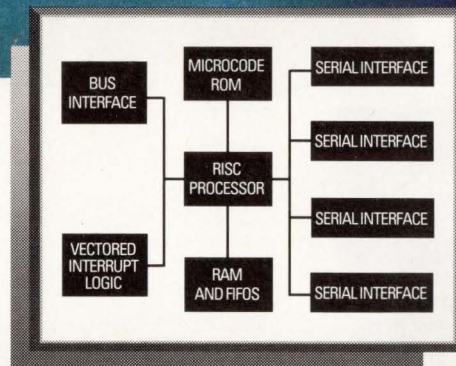 BUS
INTERFACE
MICROCODE
ROM
SERIAL INTERFACE
SERIAL INTERFACE
RISC
PROCESSOR
SERIAL INTERFACE
VECTORED
INTERRUPT
LOGIC
RAM
AND FIFOS
SERIAL INTERFACE